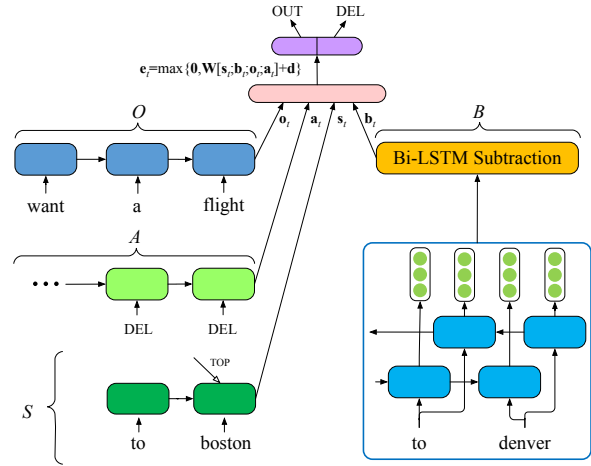 OUT DEL
e_t=max{0,W[s_t;b_t;o_t;a_t]+d}
o_t a_t s_t b_t
O
B
Bi-LSTM Subtraction
want a flight
A
•••
DEL DEL
TOP
S
to boston
to denver